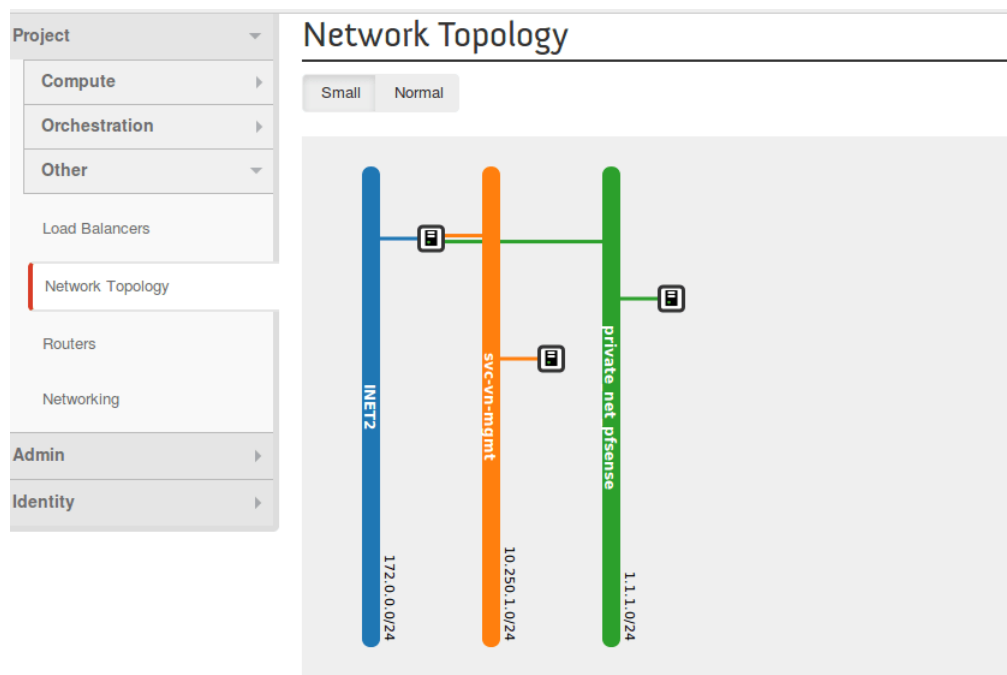 Project
Compute
Orchestration
Other
Load Balancers
Network Topology
Routers
Networking
Admin
Identity
Network Topology
Small
Normal
INET2
172.0.0.0/24
svc-vn-mgmt
10.250.1.0/24
private_net_pfsense
1.1.1.0/24